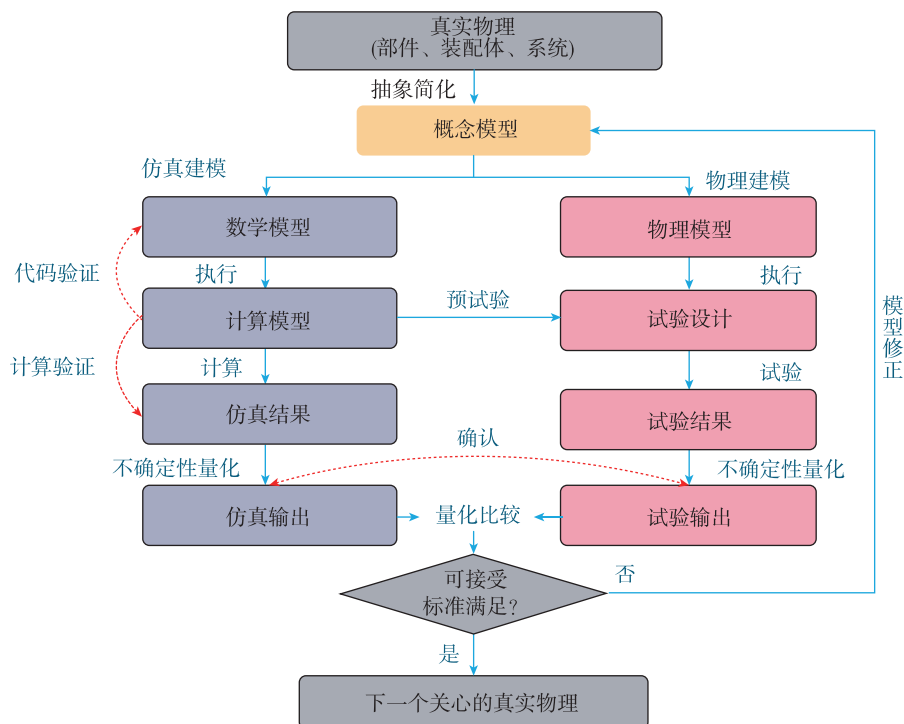 真实物理
(部件、装配体、系统)
抽象简化
概念模型
仿真建模
物理建模
数学模型
物理模型
代码验证
执行
执行
计算模型
预试验
试验设计
模型修正
计算验证
计算
试验
仿真结果
试验结果
确认
不确定性量化
不确定性量化
仿真输出
量化比较
试验输出
可接受
标准满足?
否
是
下一个关心的真实物理